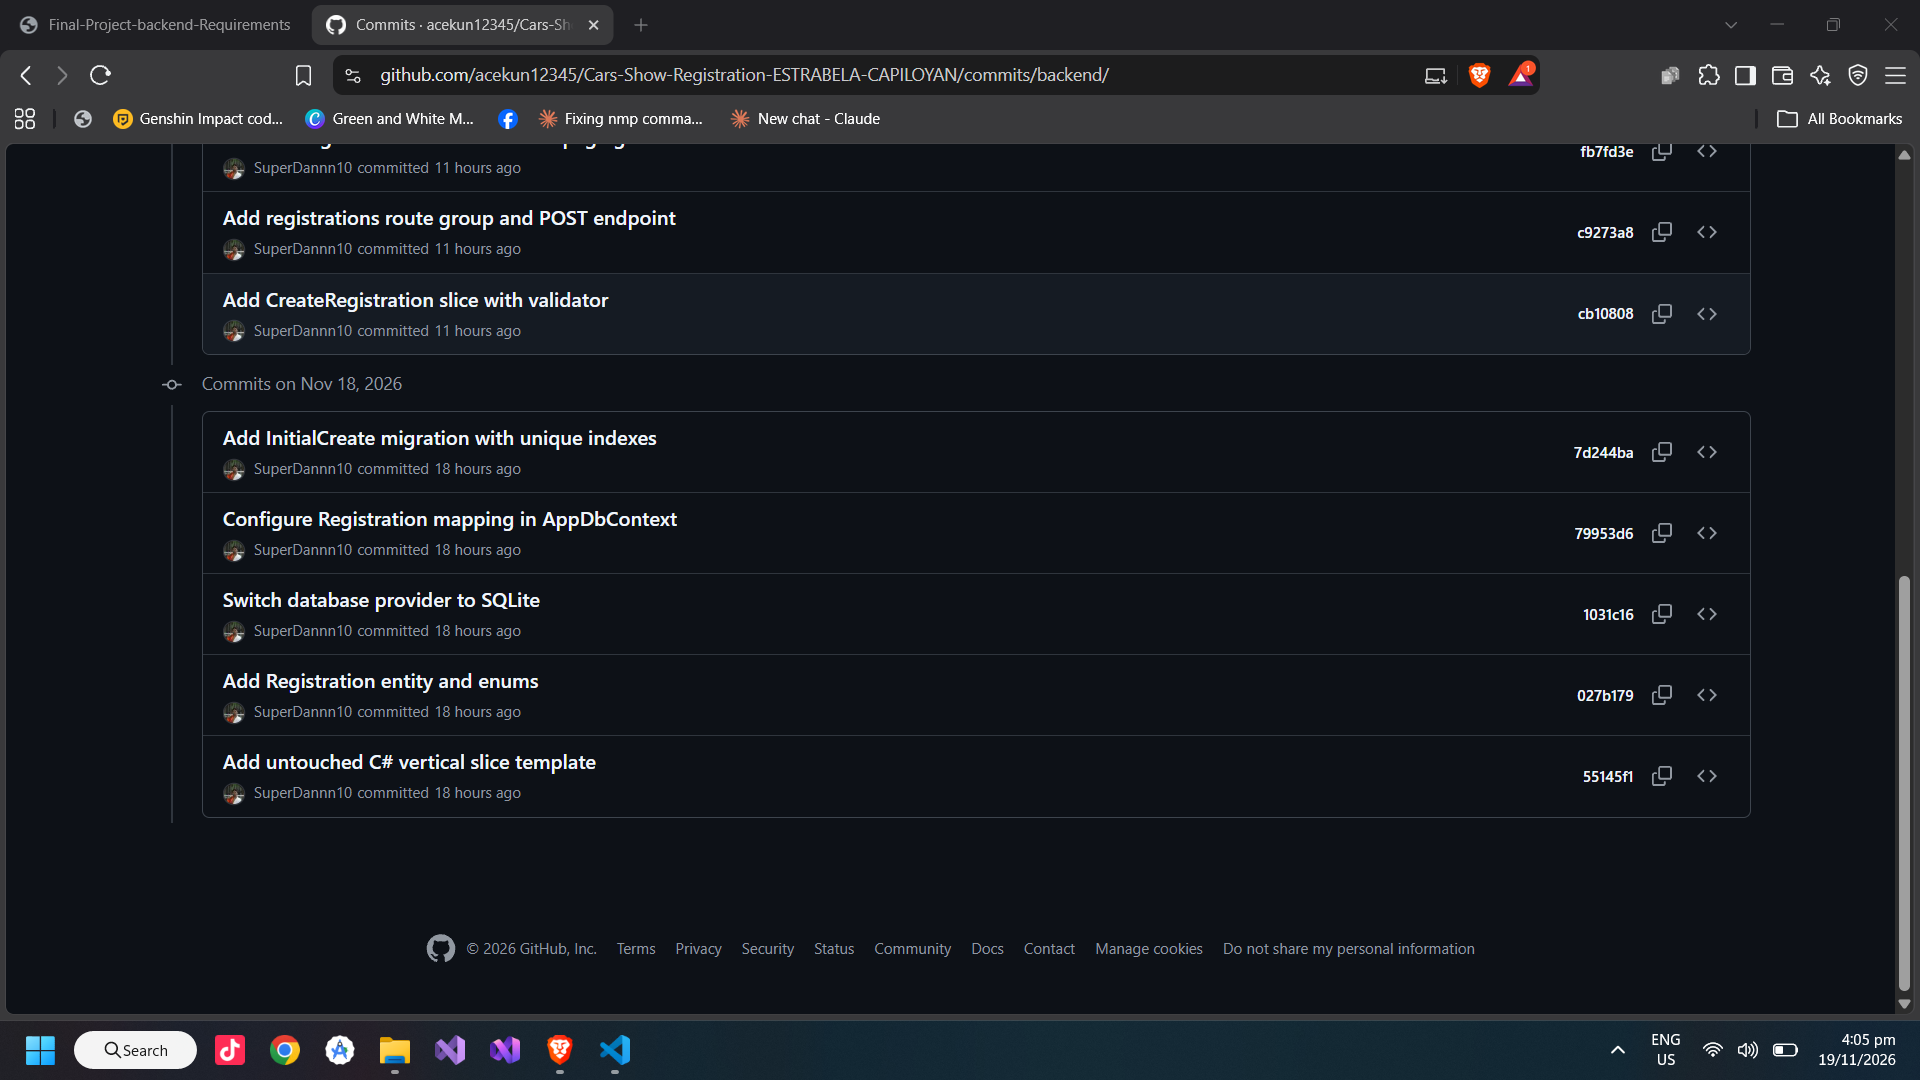 Final-Project-backend-Requirements
Commits · acekun12345/Cars-Sh
github.com/acekun12345/Cars-Show-Registration-ESTRABELA-CAPILOYAN/commits/backend/
1
Genshin Impact cod...
Green and White M...
Fixing nmp comma...
New chat - Claude
All Bookmarks
SuperDannn10 committed 11 hours ago
fb7fd3e
Add registrations route group and POST endpoint
SuperDannn10 committed 11 hours ago
c9273a8
Add CreateRegistration slice with validator
SuperDannn10 committed 11 hours ago
cb10808
Commits on Nov 18, 2026
Add InitialCreate migration with unique indexes
SuperDannn10 committed 18 hours ago
7d244ba
Configure Registration mapping in AppDbContext
SuperDannn10 committed 18 hours ago
79953d6
Switch database provider to SQLite
SuperDannn10 committed 18 hours ago
1031c16
Add Registration entity and enums
SuperDannn10 committed 18 hours ago
027b179
Add untouched C# vertical slice template
SuperDannn10 committed 18 hours ago
55145f1
© 2026 GitHub, Inc. Terms Privacy Security Status Community Docs Contact Manage cookies Do not share my personal information
Search
ENG
US
4:05 pm
19/11/2026